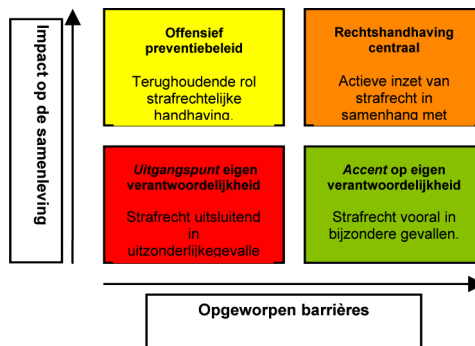 Impact op de samenleving
Offensief
preventiebeleid
Terughoudende rol
strafrechtelijke
handhaving.
Rechtshandhaving
centraal
Actieve inzet van
strafrecht in
samenhang met
Uitgangspunt eigen
verantwoordelijkheid
Strafrecht uitsluitend
in
uitzonderlijkegevalle
Accent op eigen
verantwoordelijkheid
Strafrecht vooral in
bijzondere gevallen.
Opgeworpen barrières